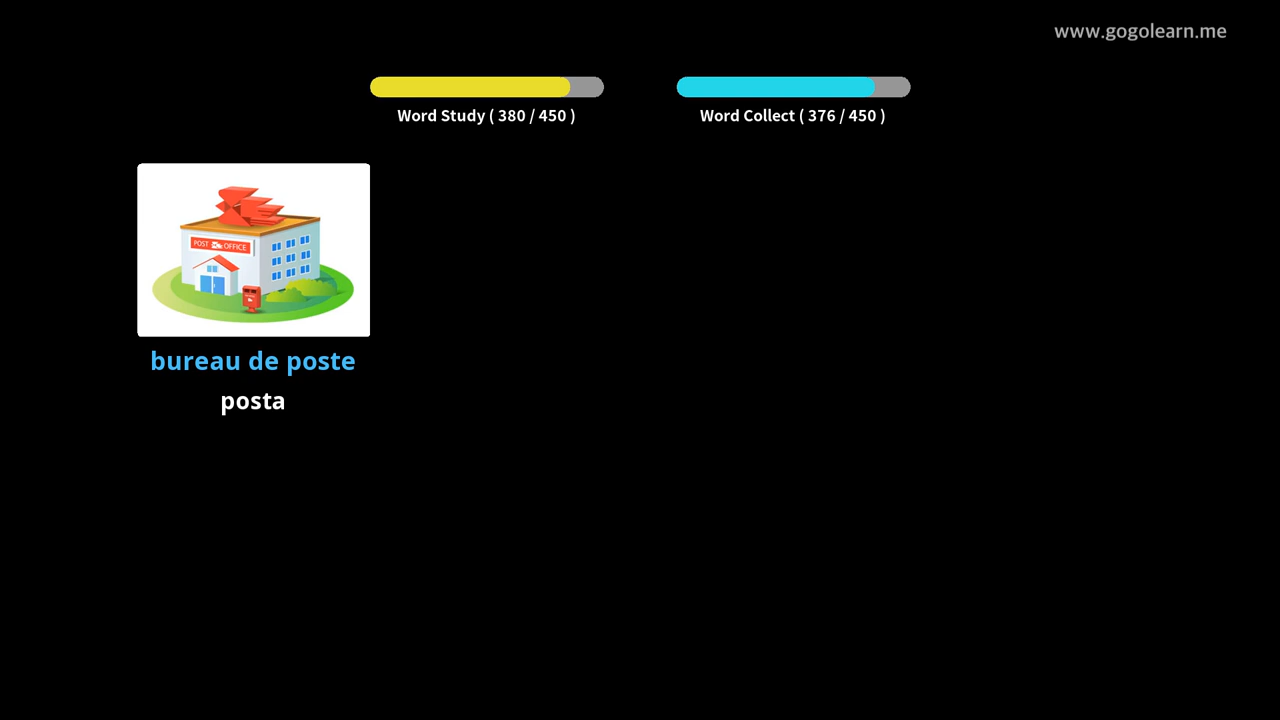 www.gogolearn.me
Word Study ( 380 / 450 )
Word Collect ( 376 / 450 )
POST OFFICE
bureau de poste
posta